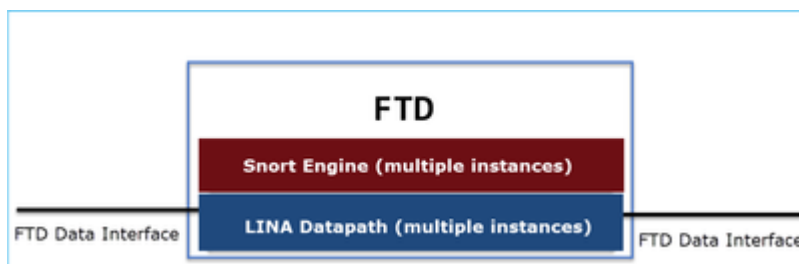 FTD
Snort Engine (multiple instances)
LINA Datapath (multiple instances)
FTD Data Interface
FTD Data Interface